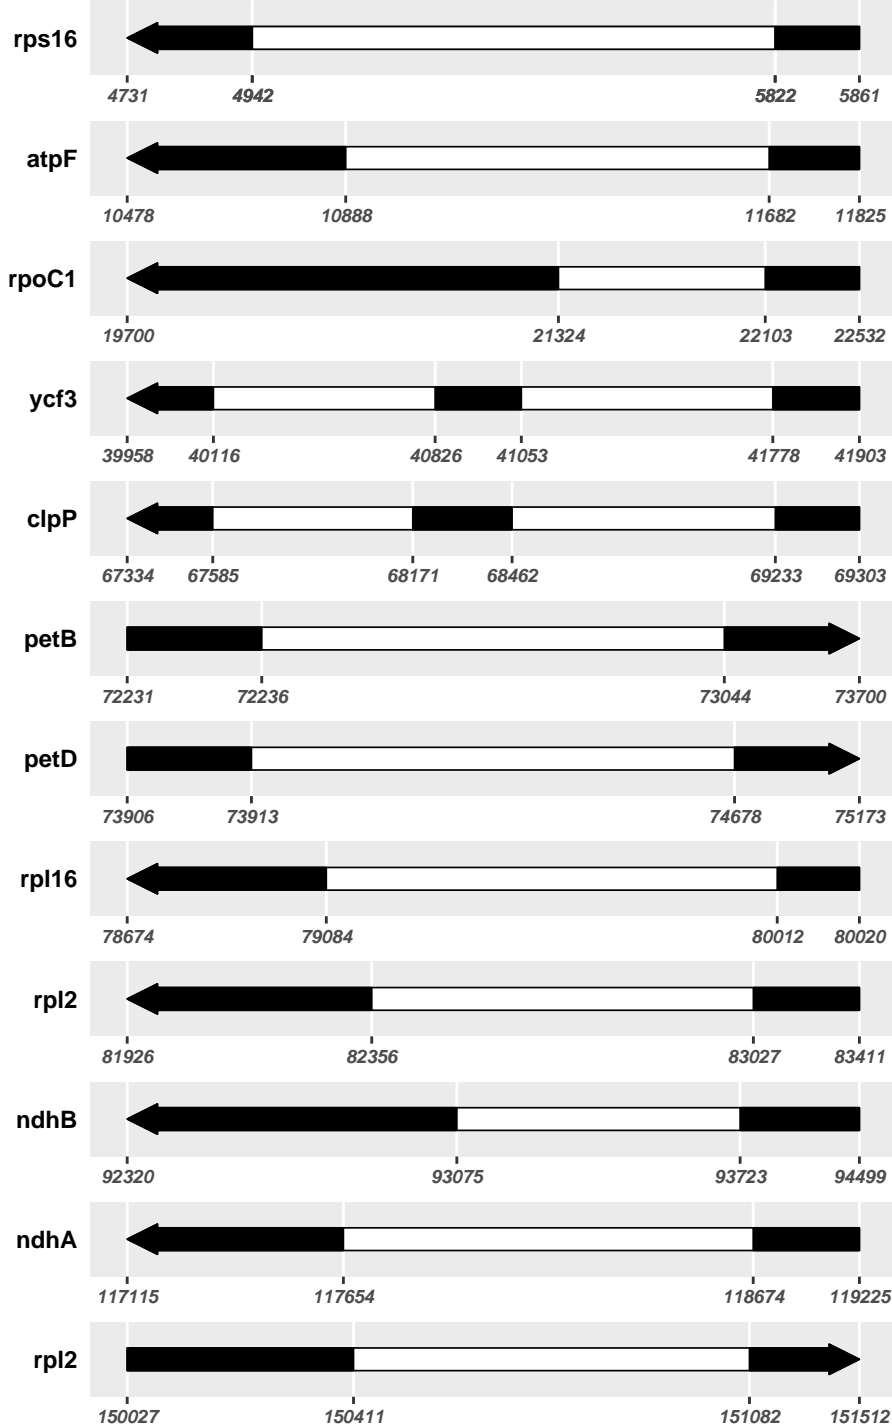 rps16
4731 4942 5822 5861
atpF
10478 10888 11682 11825
rpoC1
19700 21324 22103 22532
ycf3
39958 40116 40826 41053 41778 41903
clpP
67334 67585 68171 68462 69233 69303
petB
72231 72236 73044 73700
petD
73906 73913 74678 75173
rpl16
78674 79084 80012 80020
rpl2
81926 82356 83027 83411
ndhB
92320 93075 93723 94499
ndhA
117115 117654 118674 119225
rpl2
150027 150411 151082 151512